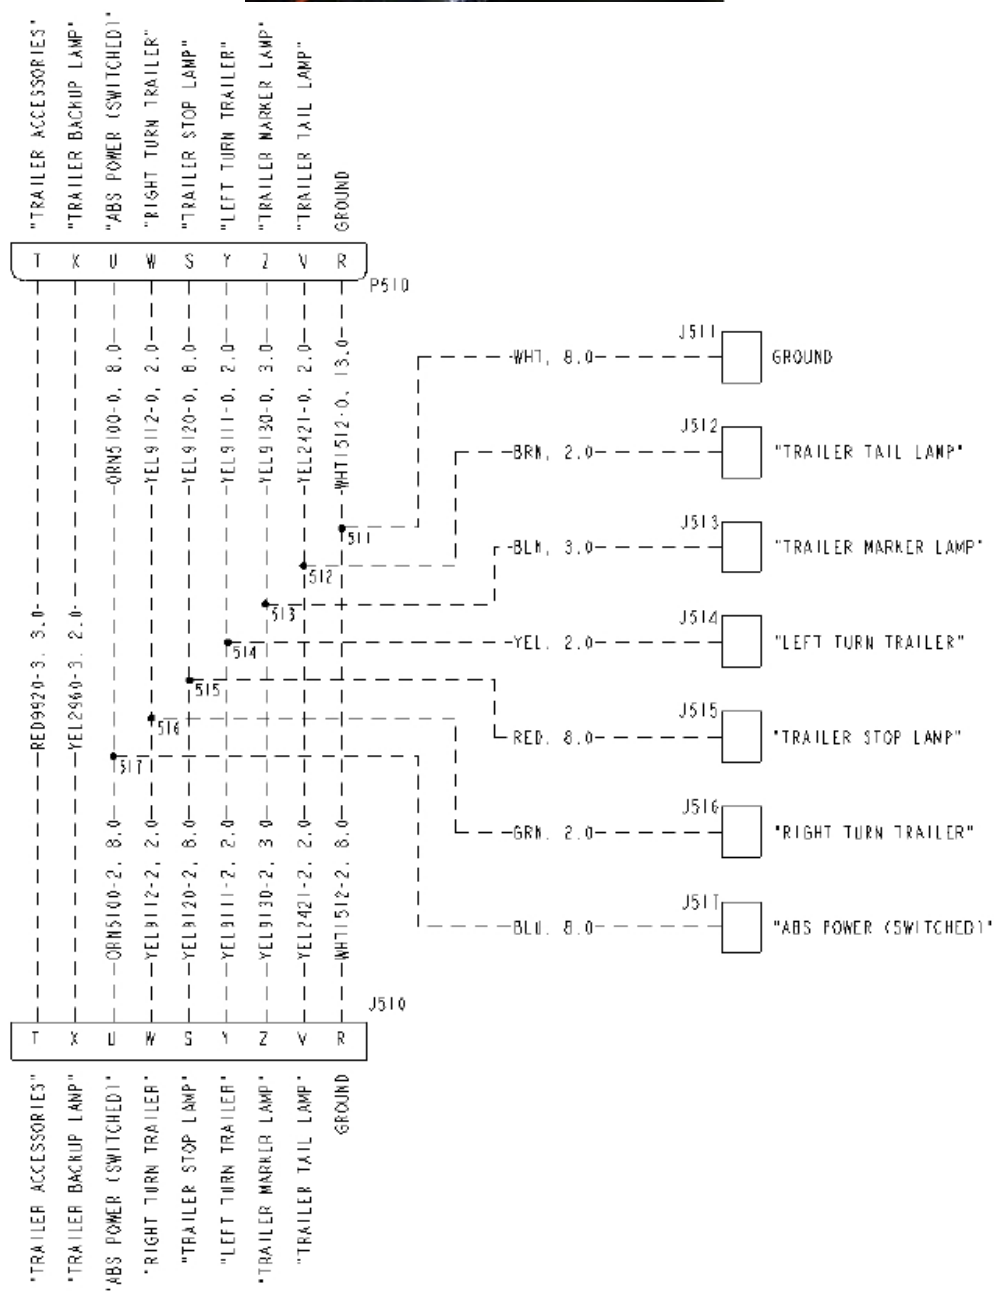 "TRAILER ACCESSORIES"
"TRAILER BACKUP LAMP"
"ABS POWER (SWITCHED)"
"RIGHT TURN TRAILER"
"TRAILER STOP LAMP"
"LEFT TURN TRAILER"
"TRAILER MARKER LAMP"
"TRAILER TAIL LAMP"
GROUND
T X U W S Y Z V R
P510
ORN5100-0, 8.0
YEL9112-0, 2.0
YEL9120-0, 8.0
YEL9111-0, 2.0
YEL9130-0, 3.0
YEL2421-0, 2.0
WHT1512-0, 13.0
J511
WHT, 8.0
GROUND
J512
BRN, 2.0
"TRAILER TAIL LAMP"
511
J513
BLK, 3.0
"TRAILER MARKER LAMP"
512
513
J514
YEL. 2.0
"LEFT TURN TRAILER"
514
RED9920-3, 3.0
YEL2960-3, 2.0
515
J515
RED. 8.0
"TRAILER STOP LAMP"
516
517
J516
GRN. 2.0
"RIGHT TURN TRAILER"
J517
BLU. 8.0
"ABS POWER (SWITCHED)"
ORN5100-2, 8.0
YEL9112-2, 2.0
YEL9120-2, 8.0
YEL9111-2, 2.0
YEL9130-2, 3.0
YEL2421-2, 2.0
WHT1512-2, 8.0
J510
T X U W S Y Z V R
"TRAILER ACCESSORIES"
"TRAILER BACKUP LAMP"
"ABS POWER (SWITCHED)"
"RIGHT TURN TRAILER"
"TRAILER STOP LAMP"
"LEFT TURN TRAILER"
"TRAILER MARKER LAMP"
"TRAILER TAIL LAMP"
GROUND